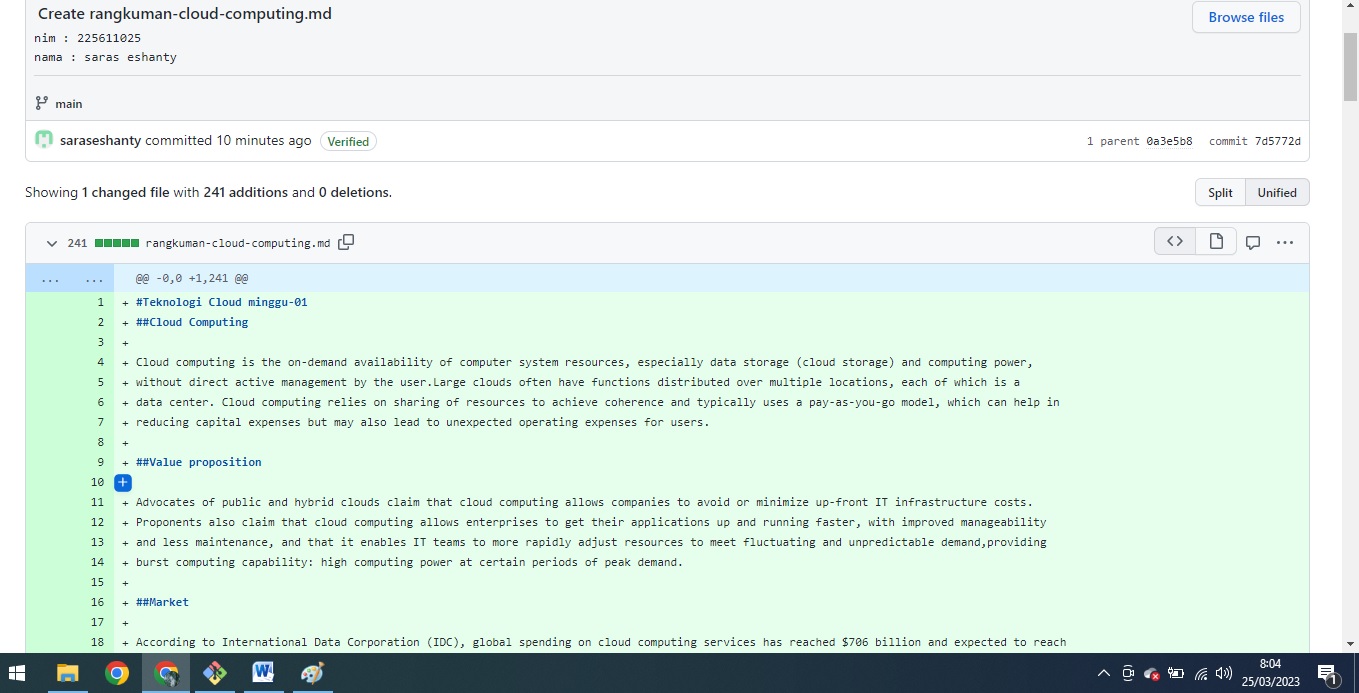 Create rangkuman-cloud-computing.md
Browse files
nim : 225611025
nama : saras eshanty
main
saraseshanty committed 10 minutes ago Verified
1 parent 0a3e5b8 commit 7d5772d
Showing 1 changed file with 241 additions and 0 deletions.
Split Unified
241 rangkuman-cloud-computing.md
... ... @@ -0,0 +1,241 @@
1 + #Teknologi Cloud minggu-01
2 + ##Cloud Computing
3 +
4 + Cloud computing is the on-demand availability of computer system resources, especially data storage (cloud storage) and computing power,
5 + without direct active management by the user.Large clouds often have functions distributed over multiple locations, each of which is a
6 + data center. Cloud computing relies on sharing of resources to achieve coherence and typically uses a pay-as-you-go model, which can help in
7 + reducing capital expenses but may also lead to unexpected operating expenses for users.
8 +
9 + ##Value proposition
10 +
11 + Advocates of public and hybrid clouds claim that cloud computing allows companies to avoid or minimize up-front IT infrastructure costs.
12 + Proponents also claim that cloud computing allows enterprises to get their applications up and running faster, with improved manageability
13 + and less maintenance, and that it enables IT teams to more rapidly adjust resources to meet fluctuating and unpredictable demand,providing
14 + burst computing capability: high computing power at certain periods of peak demand.
15 +
16 + ##Market
17 +
18 + According to International Data Corporation (IDC), global spending on cloud computing services has reached $706 billion and expected to reach
8:04
25/03/2023
1